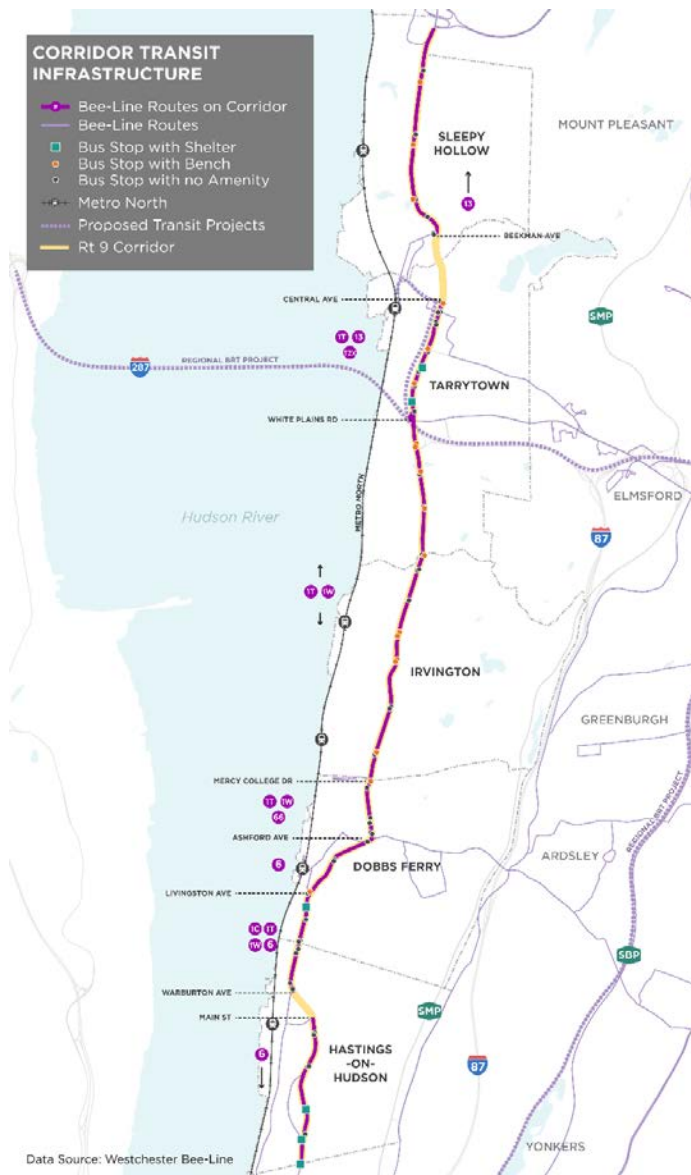 CORRIDOR TRANSIT
INFRASTRUCTURE
Bee-Line Routes on Corridor
Bee-Line Routes
Bus Stop with Shelter
Bus Stop with Bench
Bus Stop with no Amenity
Metro North
Proposed Transit Projects
Rt 9 Corridor
MOUNT PLEASANT
SLEEPY
HOLLOW
13
BEEKMAN AVE
CENTRAL AVE
SMP
1T 13
TZX
287
REGIONAL BRT PROJECT
TARRYTOWN
WHITE PLAINS RD
ELMSFORD
METRO NORTH
Hudson River
87
1T 1W
IRVINGTON
GREENBURGH
MERCY COLLEGE DR
REGIONAL BRT PROJECT
1T 1W
66
ASHFORD AVE
ARDSLEY
6
DOBBS FERRY
LIVINGSTON AVE
1C 1T
1W 6
SBP
WARBURTON AVE
SMP
MAIN ST
6
HASTINGS
-ON-
HUDSON
87
YONKERS
Data Source: Westchester Bee-Line